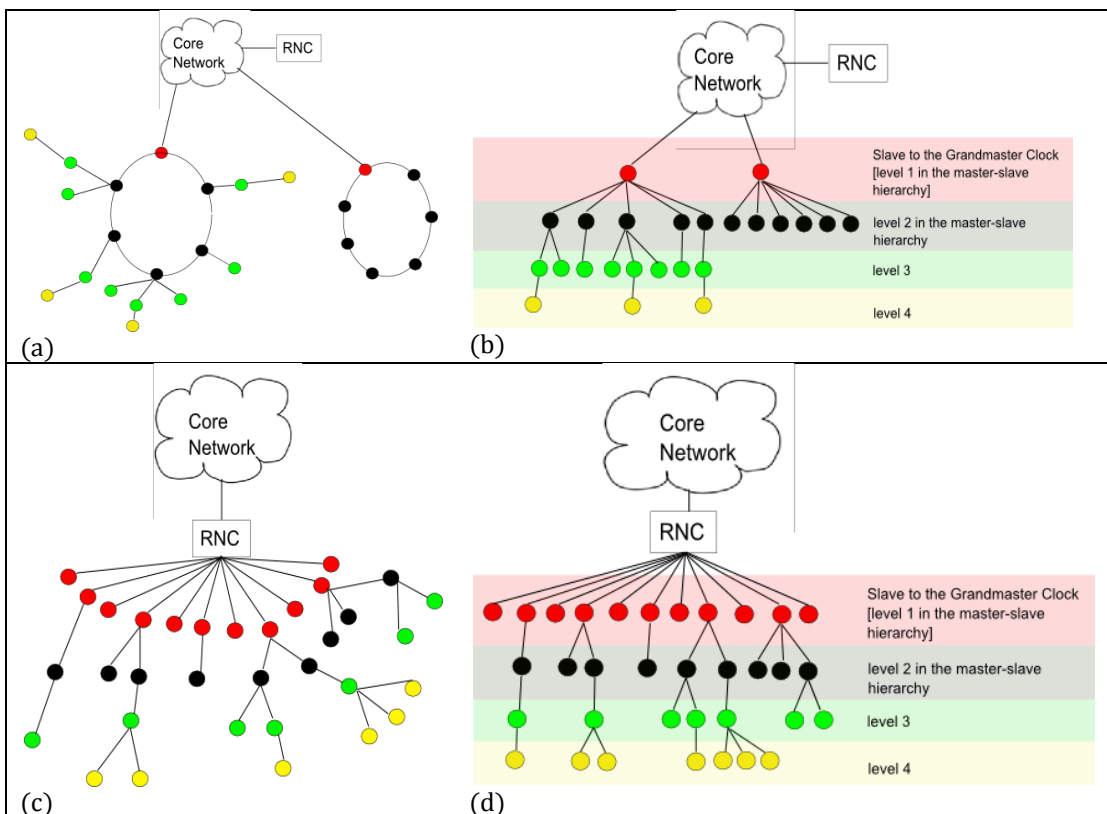 Core
Network
RNC
(a)
Core
Network
RNC
Slave to the Grandmaster Clock
[level 1 in the master-slave
hierarchy]
level 2 in the master-slave
hierarchy
level 3
level 4
(b)
Core
Network
RNC
(c)
Core
Network
RNC
Slave to the Grandmaster Clock
[level 1 in the master-slave
hierarchy]
level 2 in the master-slave
hierarchy
level 3
level 4
(d)